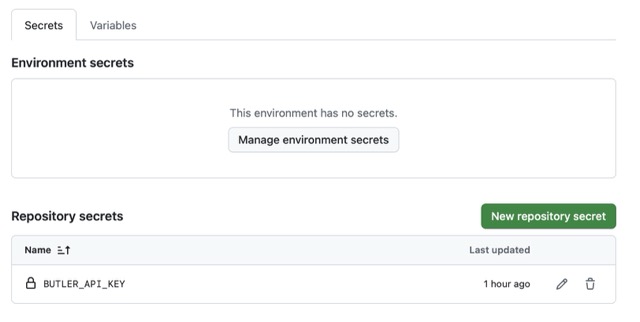 Secrets
Variables
Environment secrets
This environment has no secrets.
Manage environment secrets
Repository secrets
New repository secret
Name
Last updated
BUTLER_API_KEY
1 hour ago